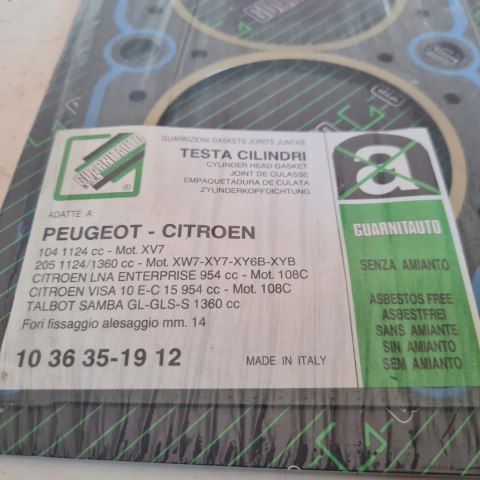 GUARNITAUTO
®
GUARNIZIONI GASKETS JOINTS JUNTAS
TESTA CILINDRI
CYLINDER HEAD GASKET
JOINT DE CULASSE
EMPAQUETADURA DE CULATA
ZYLINDERKOPFDICHTUNG
ADATTE A:
PEUGEOT - CITROEN
104 1124 cc - Mot. XV7
205 1124/1360 cc - Mot. XW7-XY7-XY6B-XYB
CITROEN LNA ENTERPRISE 954 cc - Mot. 108C
CITROEN VISA 10 E-C 15 954 cc - Mot. 108C
TALBOT SAMBA GL-GLS-S 1360 cc
Fori fissaggio alesaggio mm. 14
10 36 35-19 12
MADE IN ITALY
a
GUARNITAUTO
SENZA AMIANTO
ASBESTOS FREE
ASBESTFREI
SANS AMIANTE
SIN AMIANTO
SEM AMIANTO